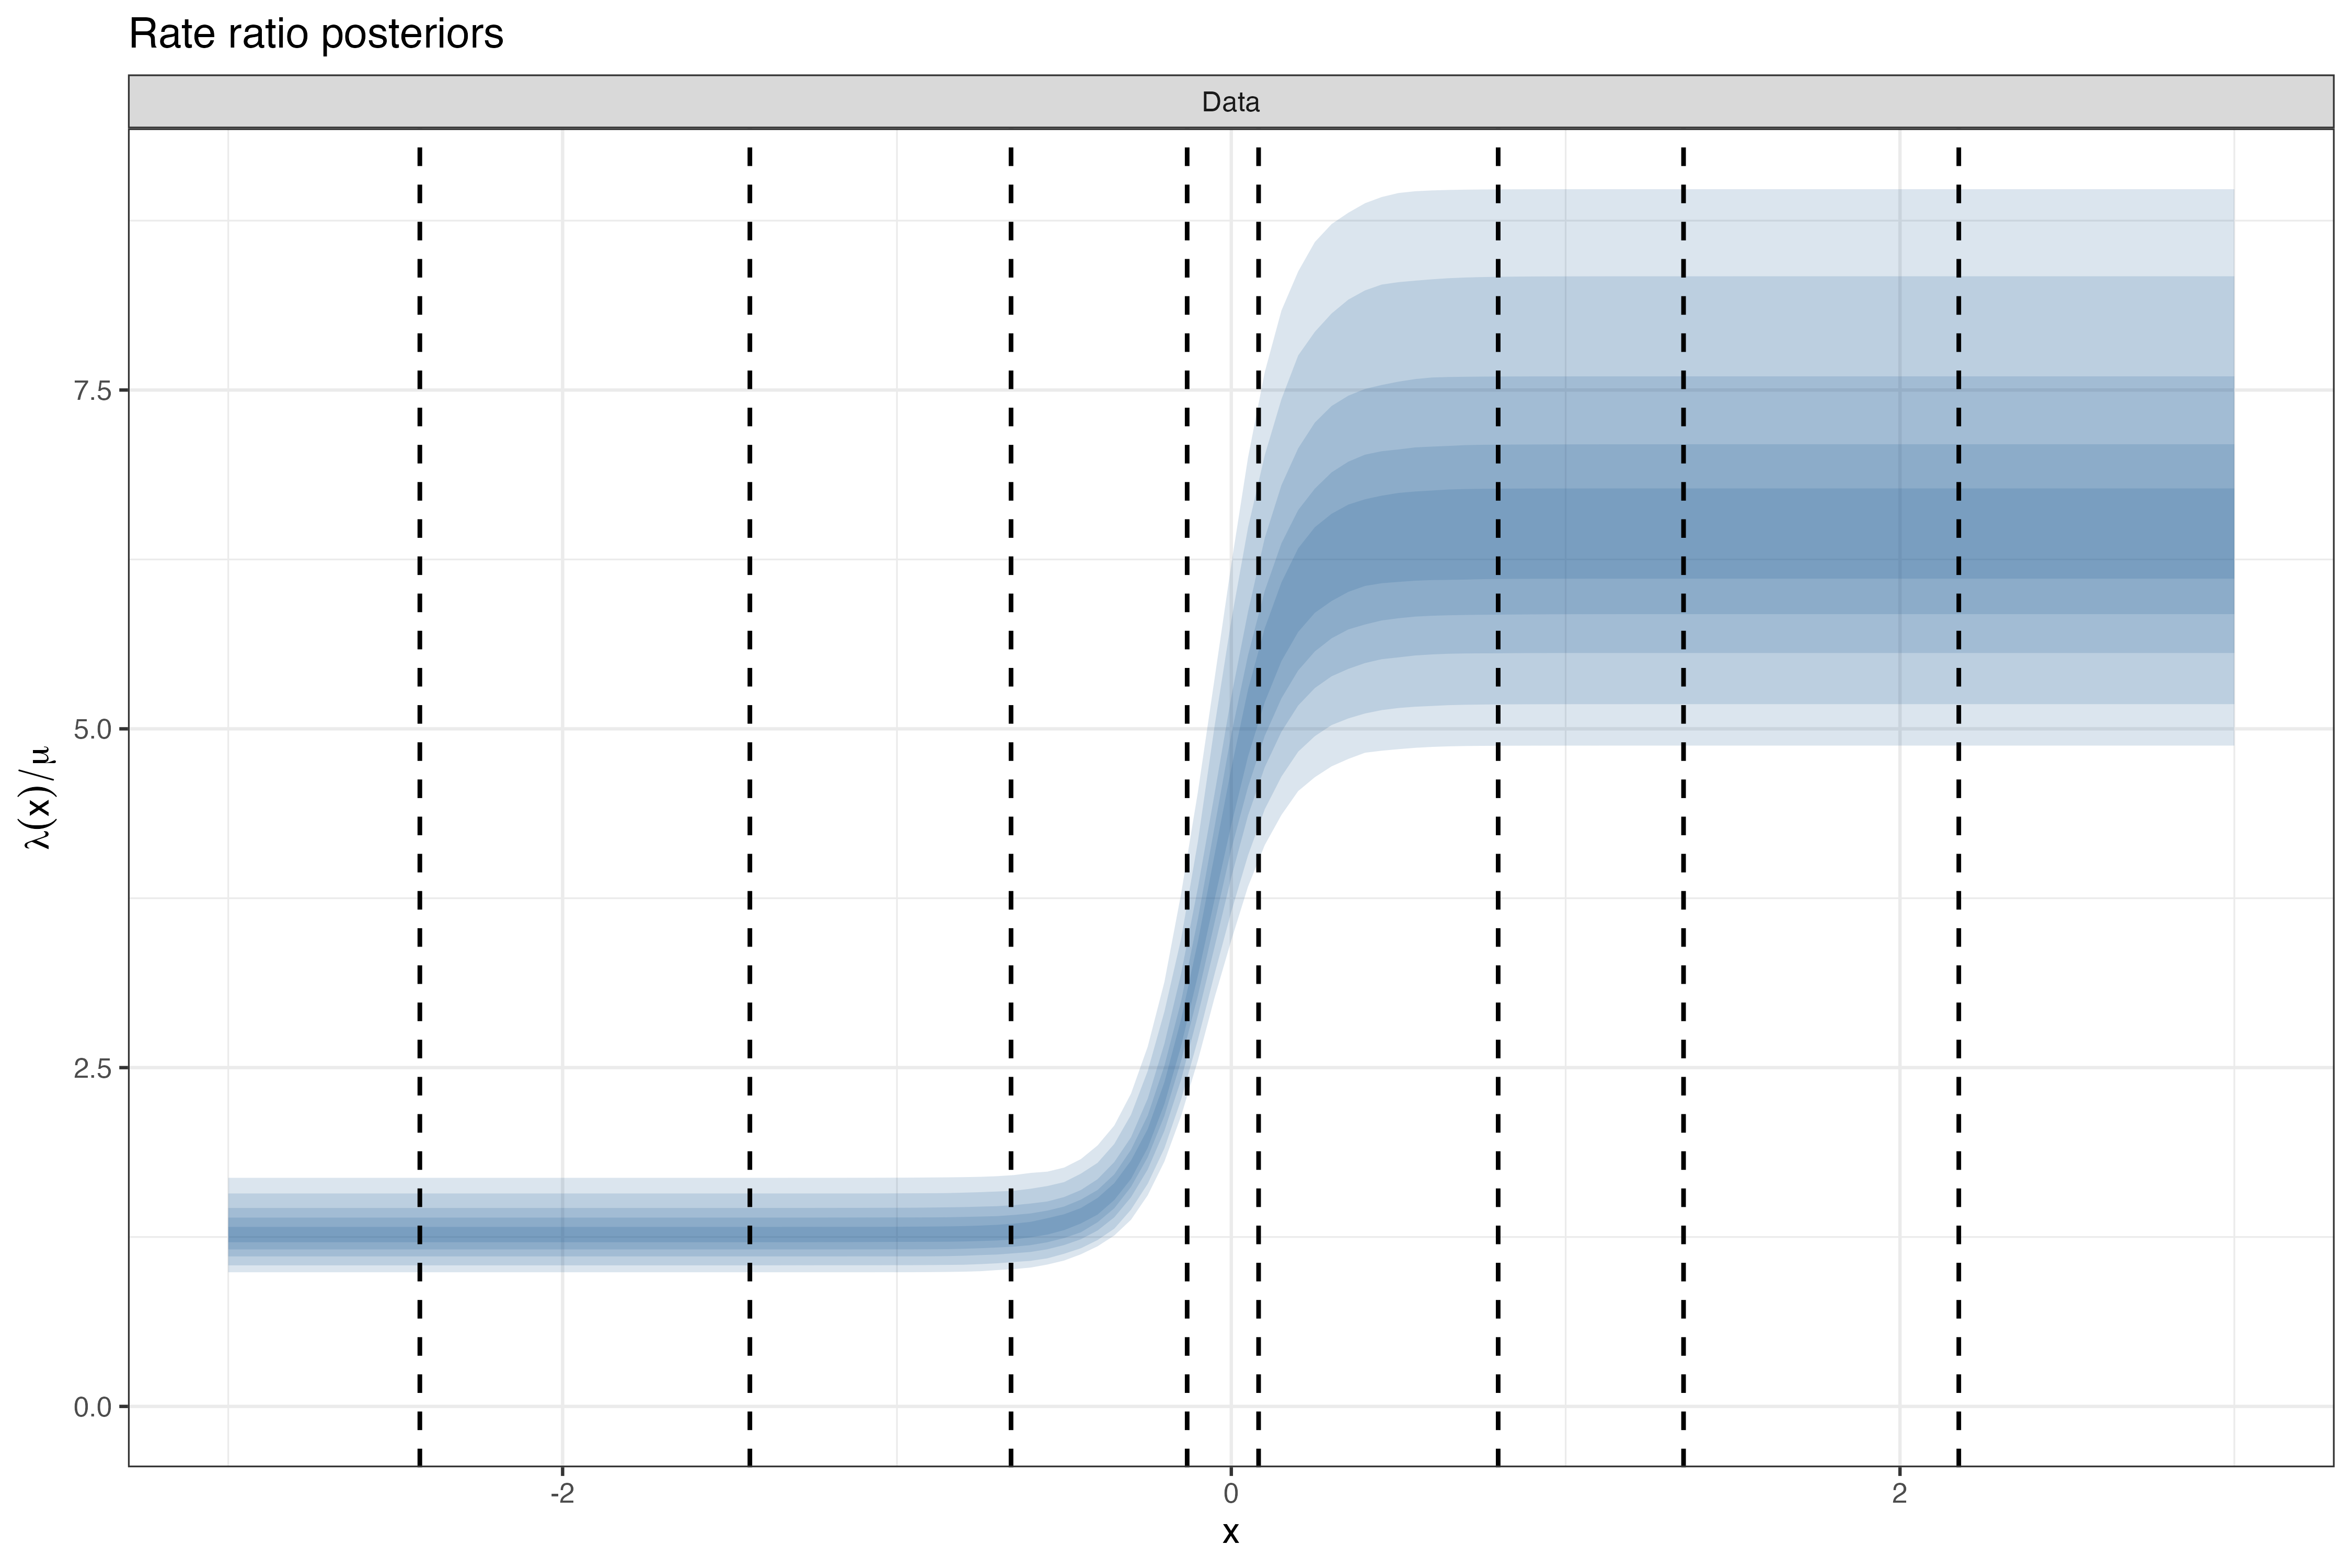 Rate ratio posteriors
Data
7.5
5.0
2.5
0.0
λ(x)/μ
-2
0
2
x